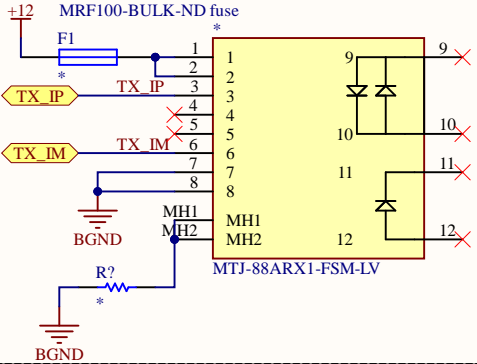 +12
MRF100-BULK-ND fuse
F1
*
*
1
1
9
9
2
2
TX_IP
TX_IP
3
3
4
4
5
5
10
10
TX_IM
TX_IM
6
6
7
7
11
11
8
8
BGND
MH1
MH1
MH2
MH2
12
12
R?
*
MTJ-88ARX1-FSM-LV
BGND